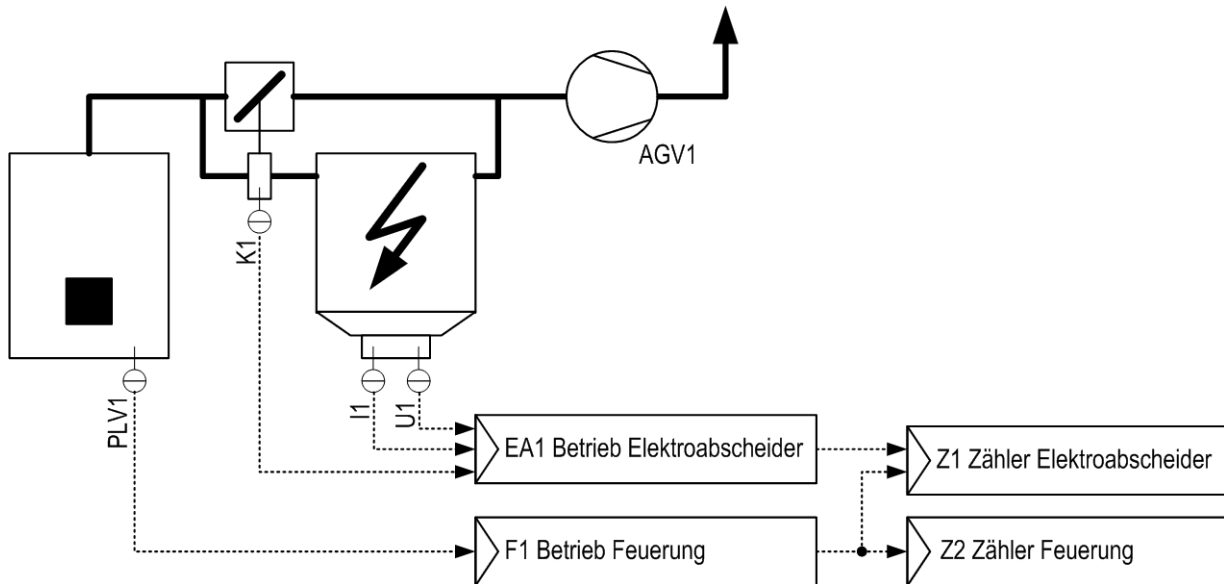 AGV1
K1
PLV1
I1
U1
EA1 Betrieb Elektroabscheider
Z1 Zähler Elektroabscheider
F1 Betrieb Feuerung
Z2 Zähler Feuerung